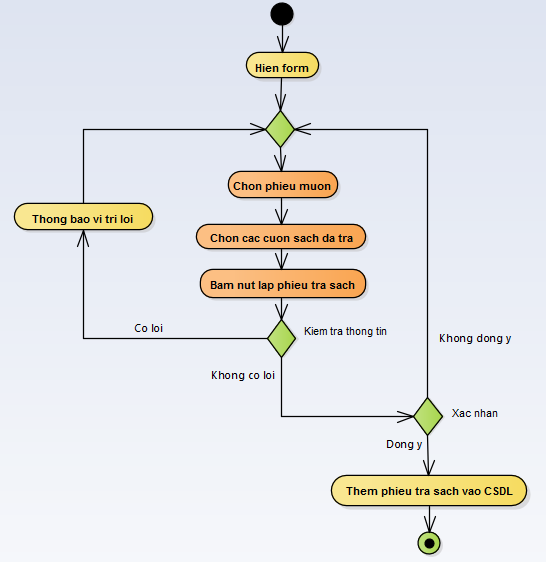 Hien form
Chon phieu muon
Thong bao vi tri loi
Chon cac cuon sach da tra
Bam nut lap phieu tra sach
Co loi
Kiem tra thong tin
Khong dong y
Khong co loi
Xac nhan
Dong y
Them phieu tra sach vao CSDL